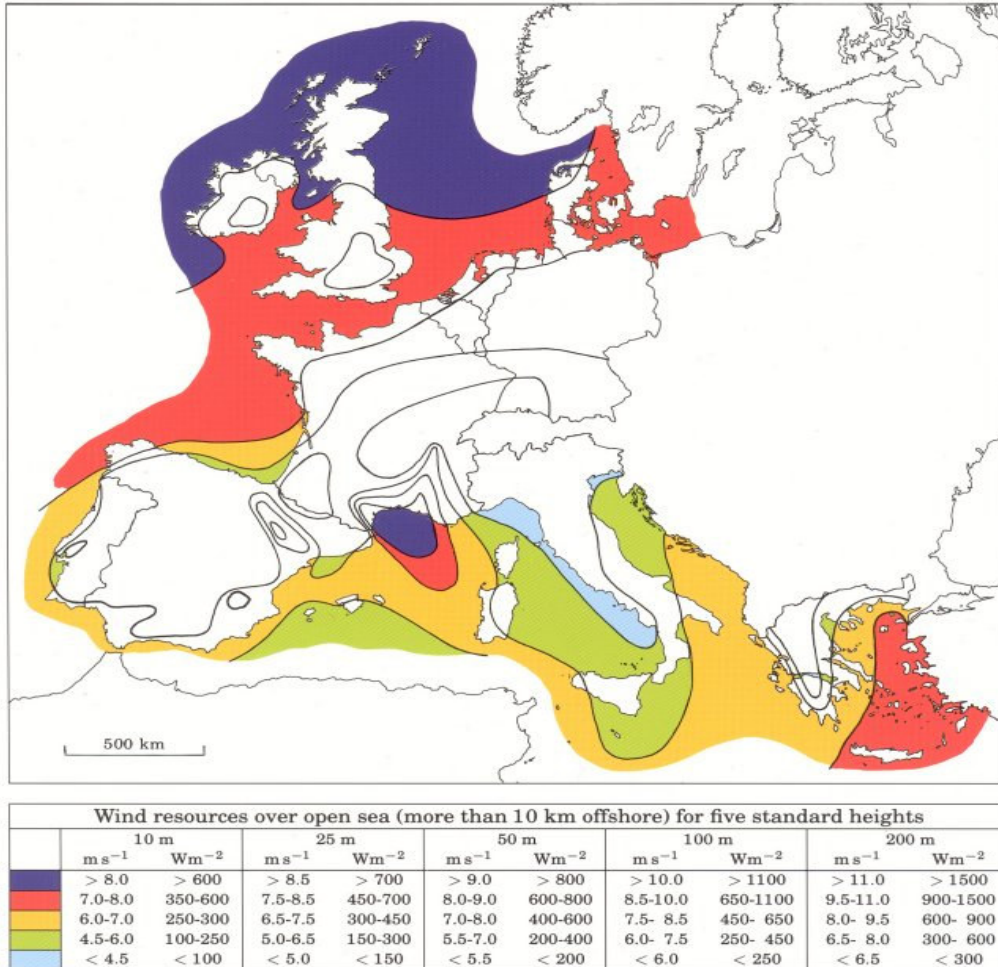 500 km
Wind resources over open sea (more than 10 km offshore) for five standard heights
10 m 25 m 50 m 100 m 200 m
m s⁻¹ Wm⁻² m s⁻¹ Wm⁻² m s⁻¹ Wm⁻² m s⁻¹ Wm⁻² m s⁻¹ Wm⁻²
> 8.0 > 600 > 8.5 > 700 > 9.0 > 800 > 10.0 > 1100 > 11.0 > 1500
7.0-8.0 350-600 7.5-8.5 450-700 8.0-9.0 600-800 8.5-10.0 650-1100 9.5-11.0 900-1500
6.0-7.0 250-300 6.5-7.5 300-450 7.0-8.0 400-600 7.5- 8.5 450- 650 8.0- 9.5 600- 900
4.5-6.0 100-250 5.0-6.5 150-300 5.5-7.0 200-400 6.0- 7.5 250- 450 6.5- 8.0 300- 600
< 4.5 < 100 < 5.0 < 150 < 5.5 < 200 < 6.0 < 250 < 6.5 < 300